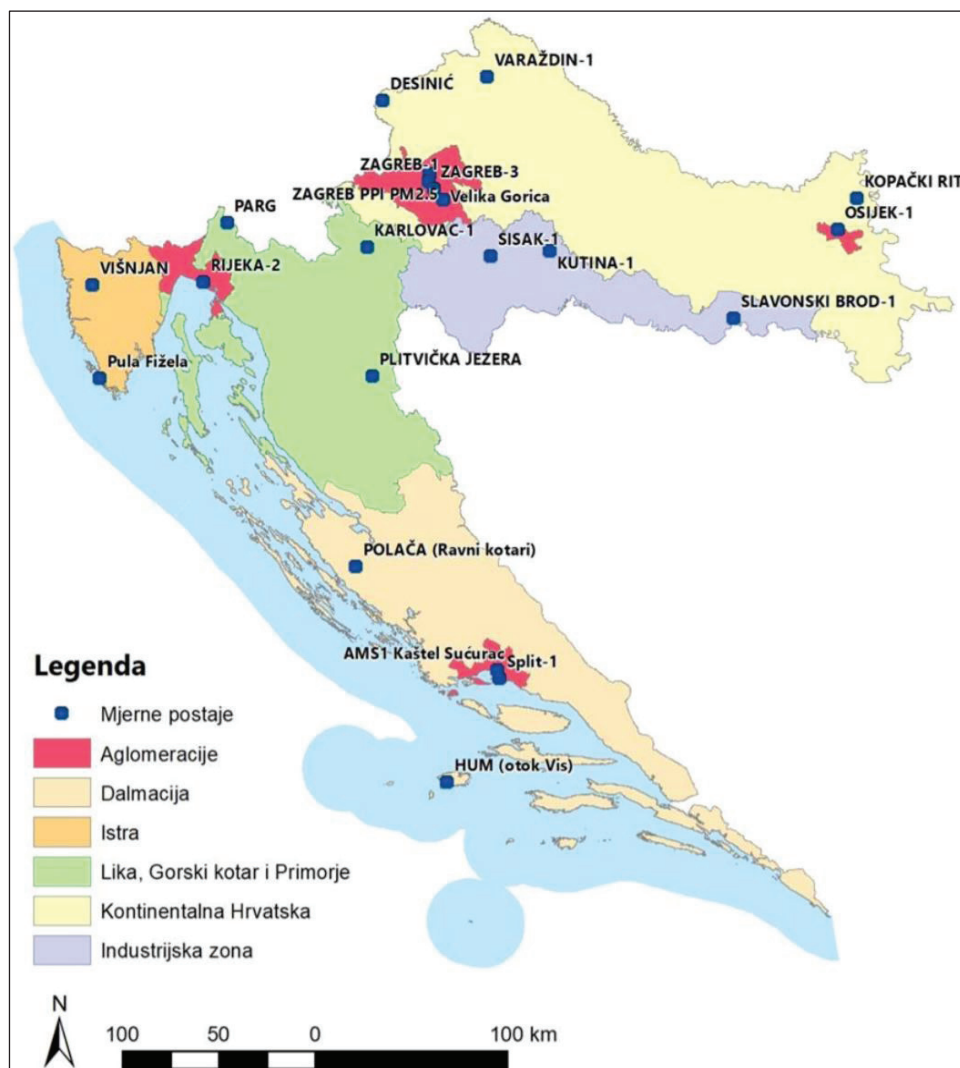 VARAŽDIN-1
DESINIĆ
ZAGREB-1
ZAGREB-3
ZAGREB PPI PM2.5
Velika Gorica
KOPAČKI RIT
OSIJEK-1
PARG
KARLOVAC-1
SISAK-1
KUTINA-1
VIŠNJAN
RIJEKA-2
SLAVONSKI BROD-1
Pula Fižela
PLITVIČKA JEZERA
POLAČA (Ravni kotari)
AMS1 Kaštel Sućurac
Split-1
HUM (otok Vis)
Legenda
Mjerne postaje
Aglomeracije
Dalmacija
Istra
Lika, Gorski kotar i Primorje
Kontinentalna Hrvatska
Industrijska zona
N
100 50 0 100 km